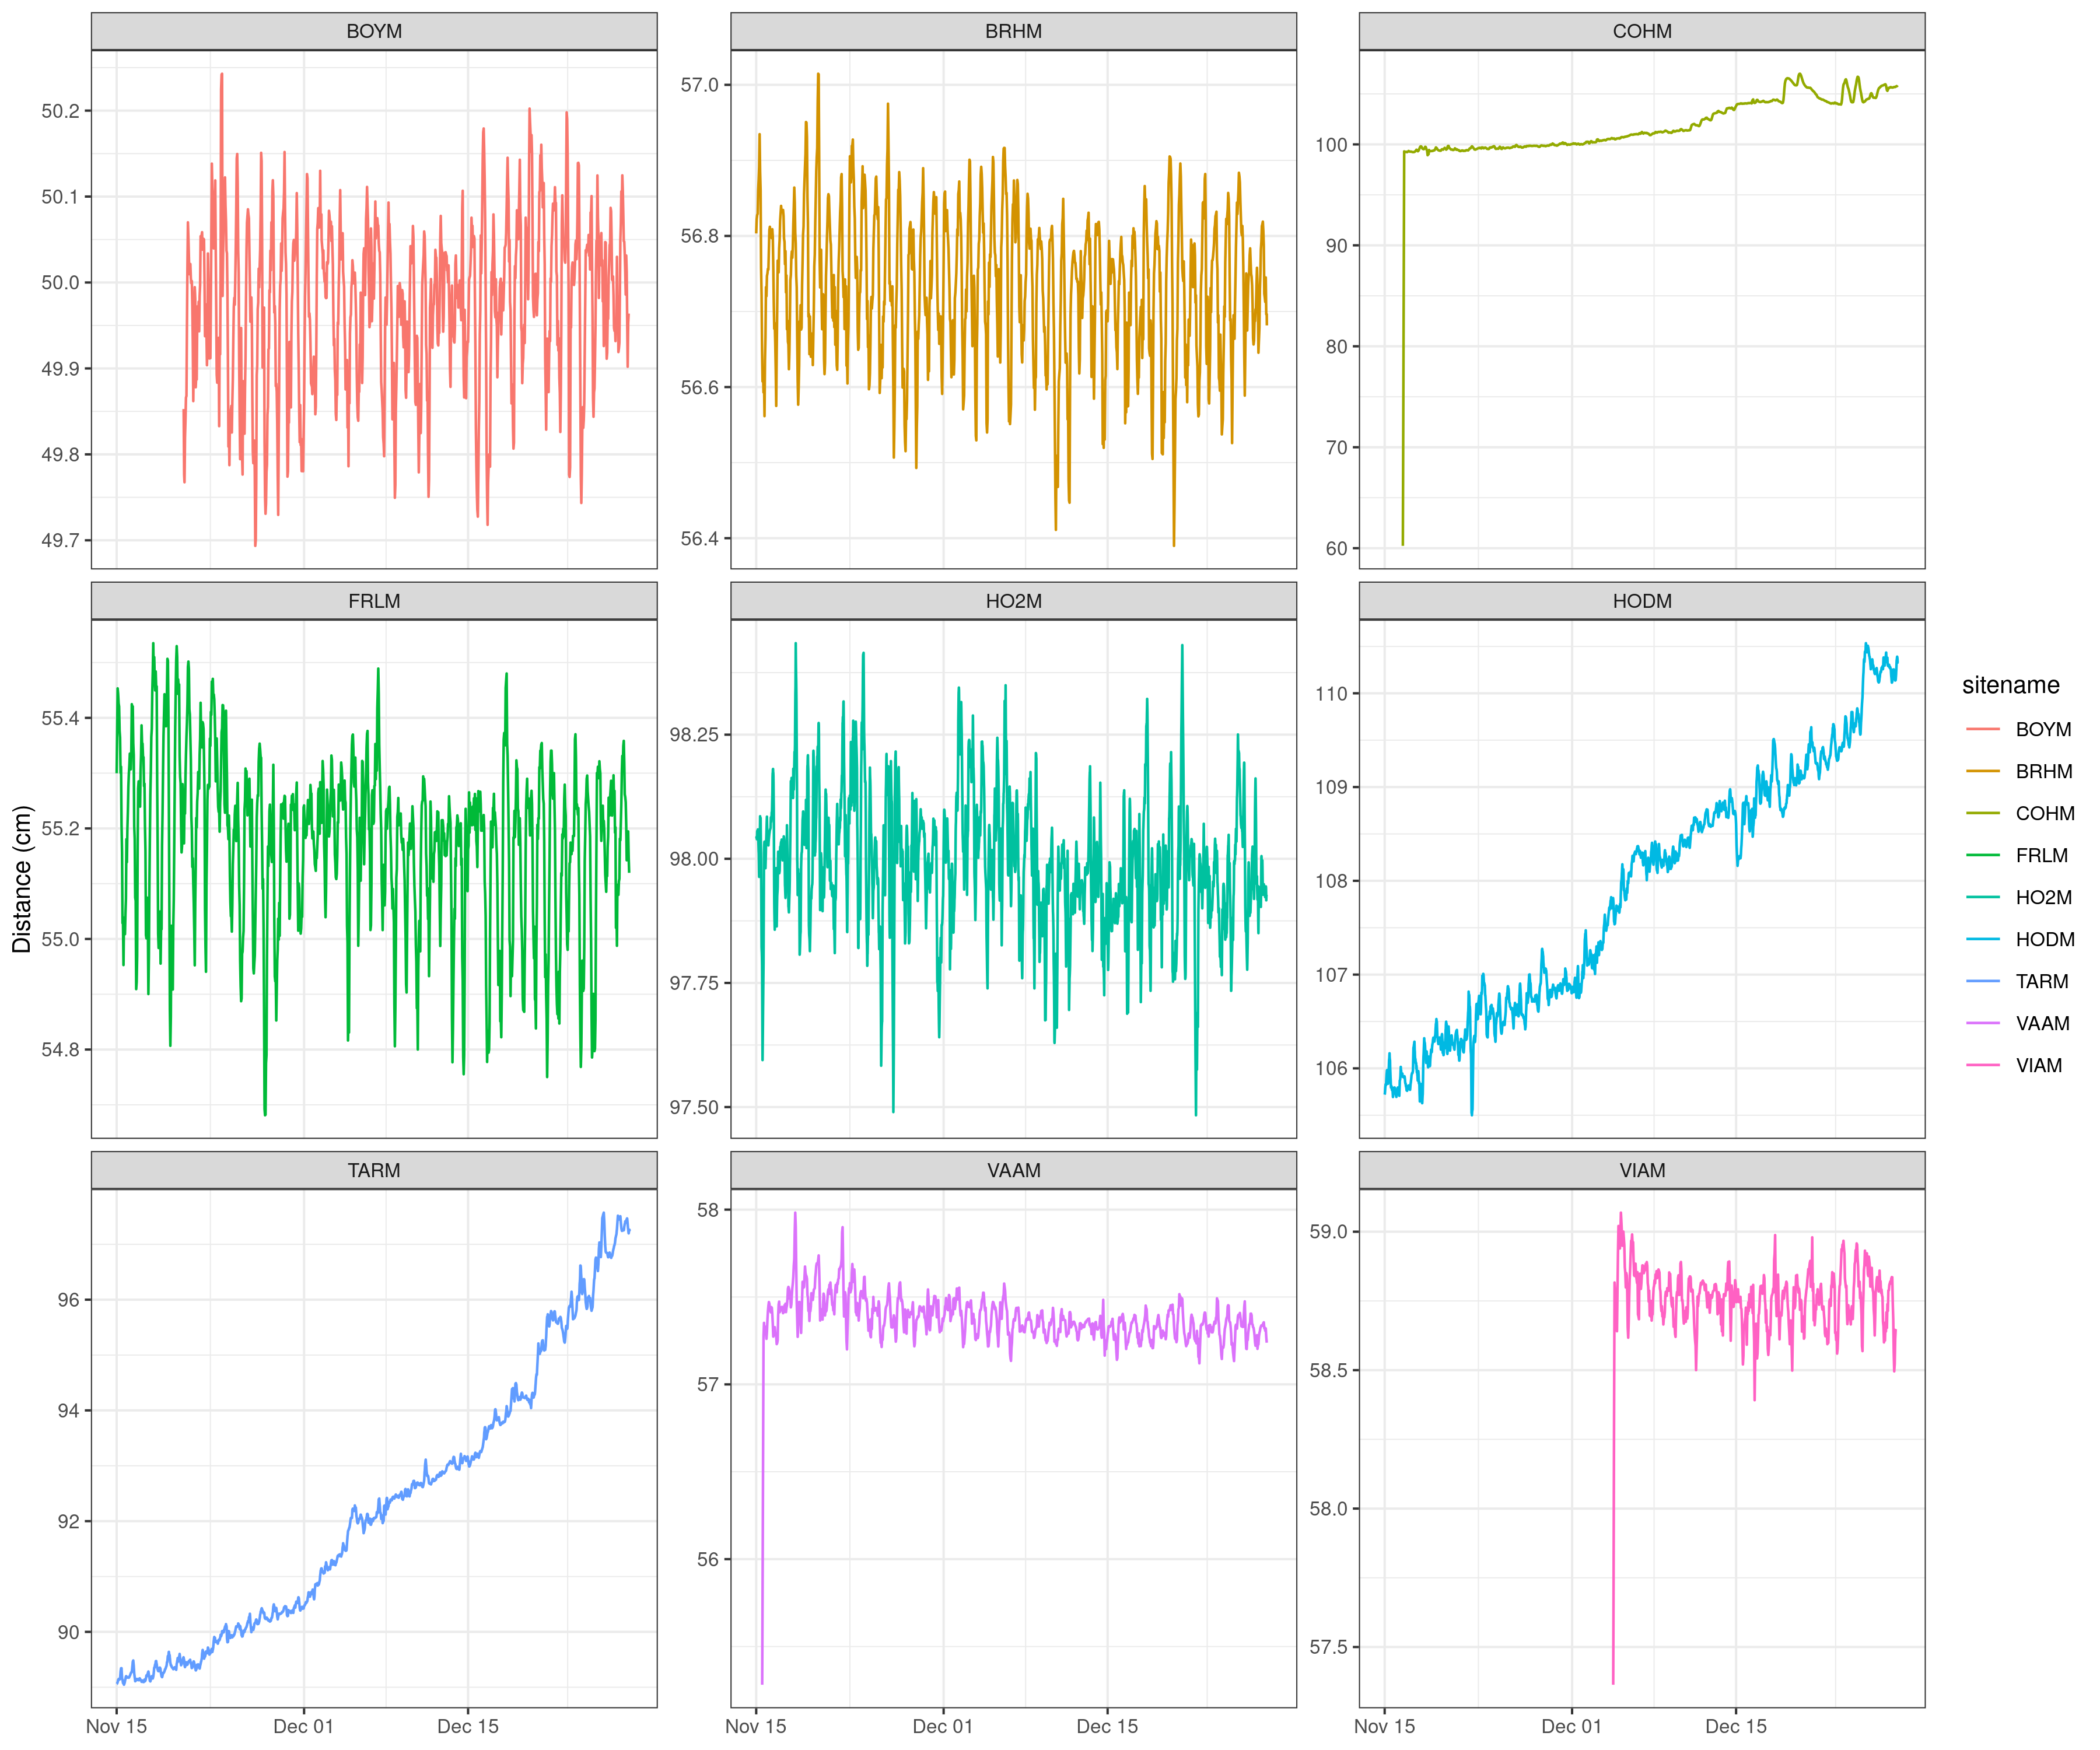 BOYM
BRHM
COHM
50.2
50.1
50.0
49.9
49.8
49.7
57.0
56.8
56.6
56.4
100
90
80
70
60
FRLM
HO2M
HODM
55.4
55.2
55.0
54.8
98.25
98.00
97.75
97.50
110
109
108
107
106
TARM
VAAM
VIAM
96
94
92
90
58
57
56
59.0
58.5
58.0
57.5
Nov 15 Dec 01 Dec 15
Nov 15 Dec 01 Dec 15
Nov 15 Dec 01 Dec 15
Distance (cm)
sitename
BOYM
BRHM
COHM
FRLM
HO2M
HODM
TARM
VAAM
VIAM